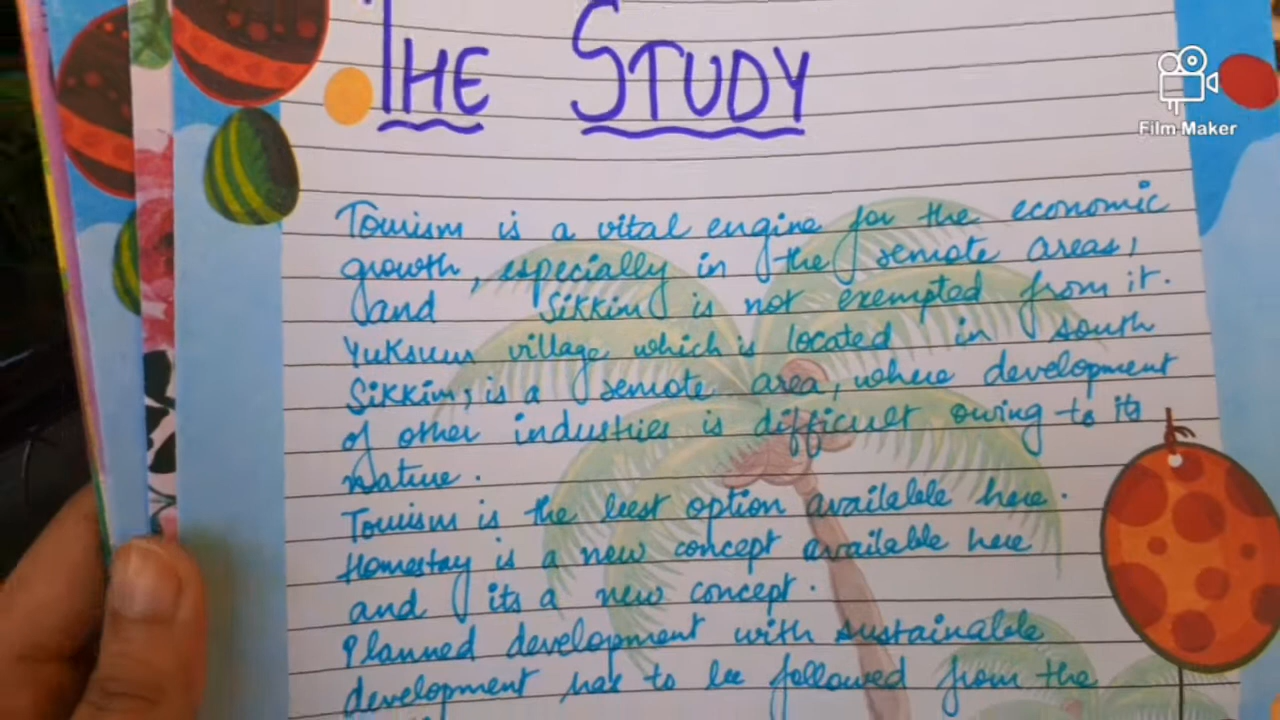 THE STUDY
Film Maker
Tourism is a vital engine for the economic
growth, especially in the remote areas,
and Sikkim is not exempted from it.
Yuksum village which is located in south
Sikkim, is a remote area, where development
of other industries is difficult owing to its
Nature.
Tourism is the best option available here.
Homestay is a new concept available here
and its a new concept.
Planned development with sustainable
development has to be followed from the